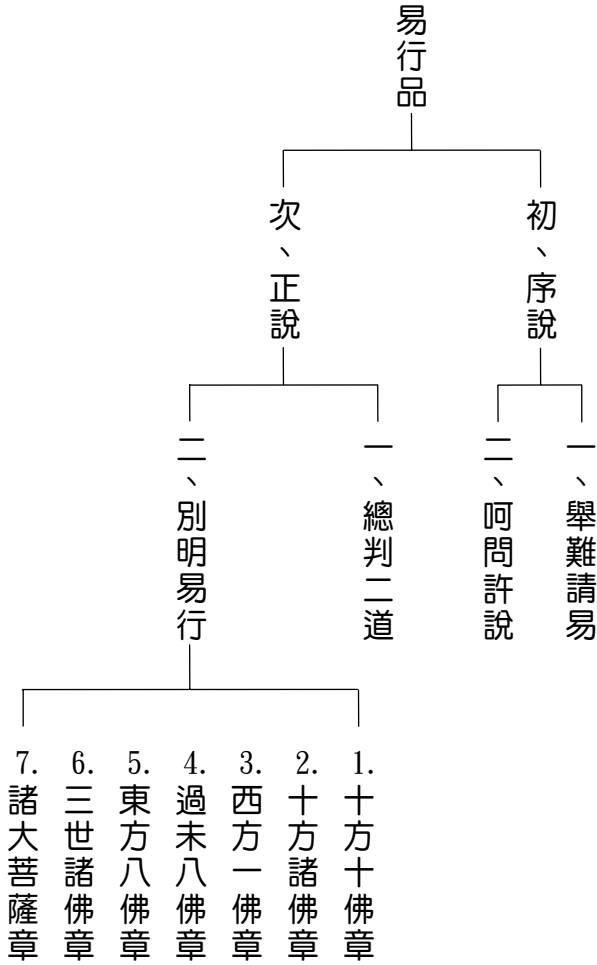 易行品
初、序說
一、舉難請易
二、呵問許說
次、正說
一、總判二道
二、別明易行
1.十方十佛章
2.十方諸佛章
3.西方一佛章
4.過未八佛章
5.東方八佛章
6.三世諸佛章
7.諸大菩薩章